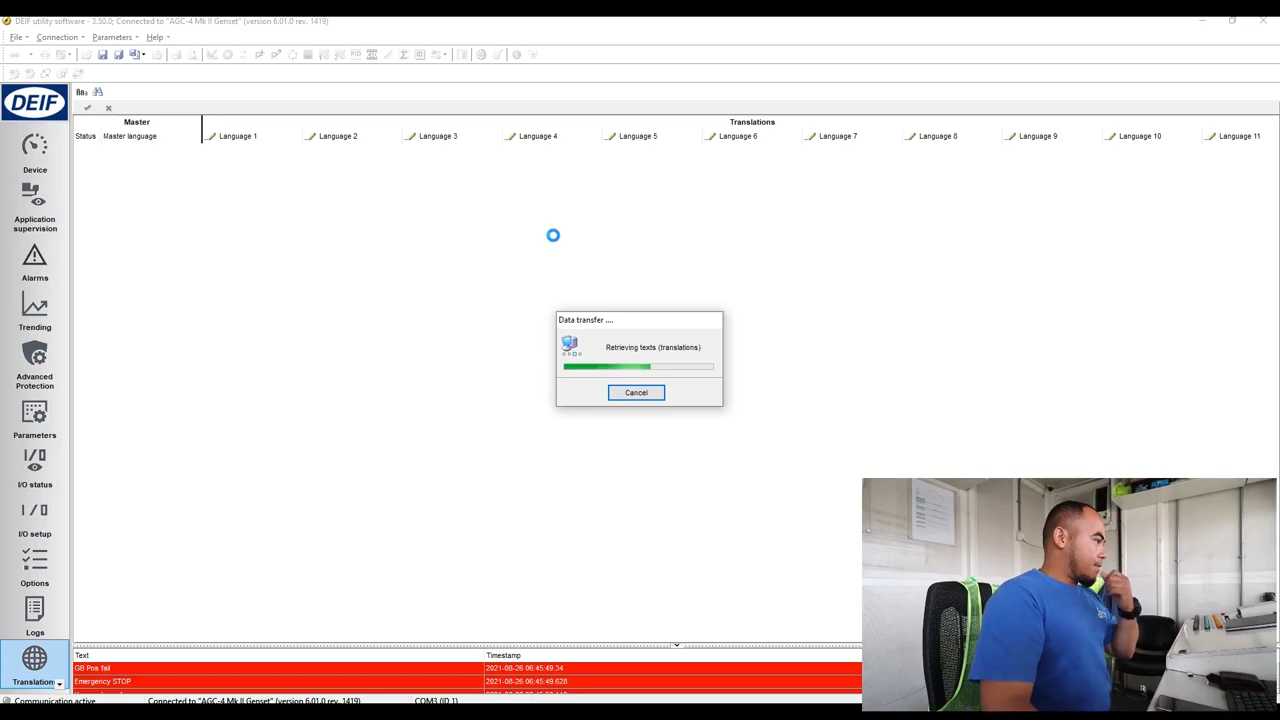 DEIF utility software - 3.50.0; Connected to "AGC-4 Mk II Genset" (version 6.01.0 rev. 1419)
File Connection Parameters Help
DEIF
Master Translations
Status Master language Language 1 Language 2 Language 3 Language 4 Language 5 Language 6 Language 7 Language 8 Language 9 Language 10 Language 11
Device
Application
supervision
Alarms
Trending
Advanced
Protection
Parameters
I/O status
I/O setup
Options
Logs
Translations
Data transfer ....
Retrieving texts (translations)
Cancel
Text Timestamp
GB Pos fail 2021-08-26 06:45:49.34
Emergency STOP 2021-08-26 06:45:49.628
Communication active Connected to "AGC-4 Mk II Genset" (version 6.01.0 rev. 1419) COM3 (ID 1)